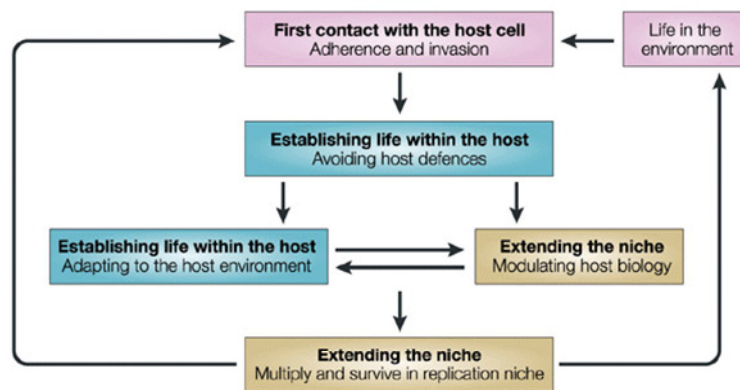 First contact with the host cell
Adherence and invasion
Life in the
environment
Establishing life within the host
Avoiding host defences
Establishing life within the host
Adapting to the host environment
Extending the niche
Modulating host biology
Extending the niche
Multiply and survive in replication niche